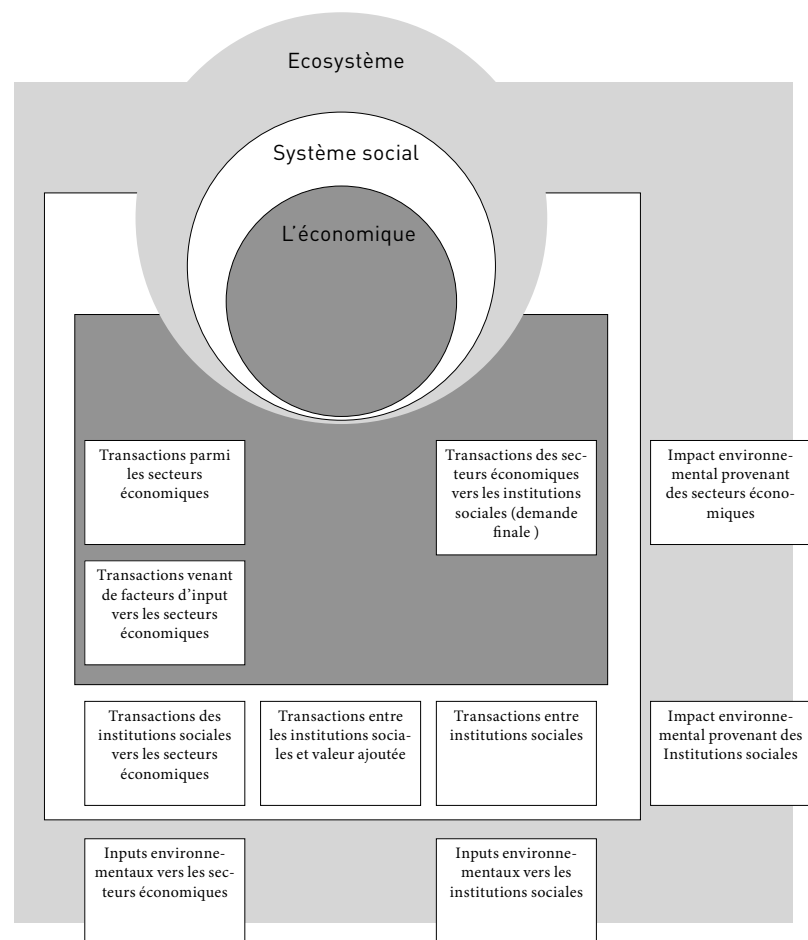 Ecosystème
Système social
L'économique
Transactions parmi
les secteurs
économiques
Transactions des sec-
teurs économiques
vers les institutions
sociales (demande
finale )
Impact environne-
mental provenant
des secteurs écono-
miques
Transactions venant
de facteurs d'input
vers les secteurs
économiques
Transactions des
institutions sociales
vers les secteurs
économiques
Transactions entre
les institutions socia-
les et valeur ajoutée
Transactions entre
institutions sociales
Impact environne-
mental provenant des
Institutions sociales
Inputs environne-
mentaux vers les sec-
teurs économiques
Inputs environne-
mentaux vers les
institutions sociales